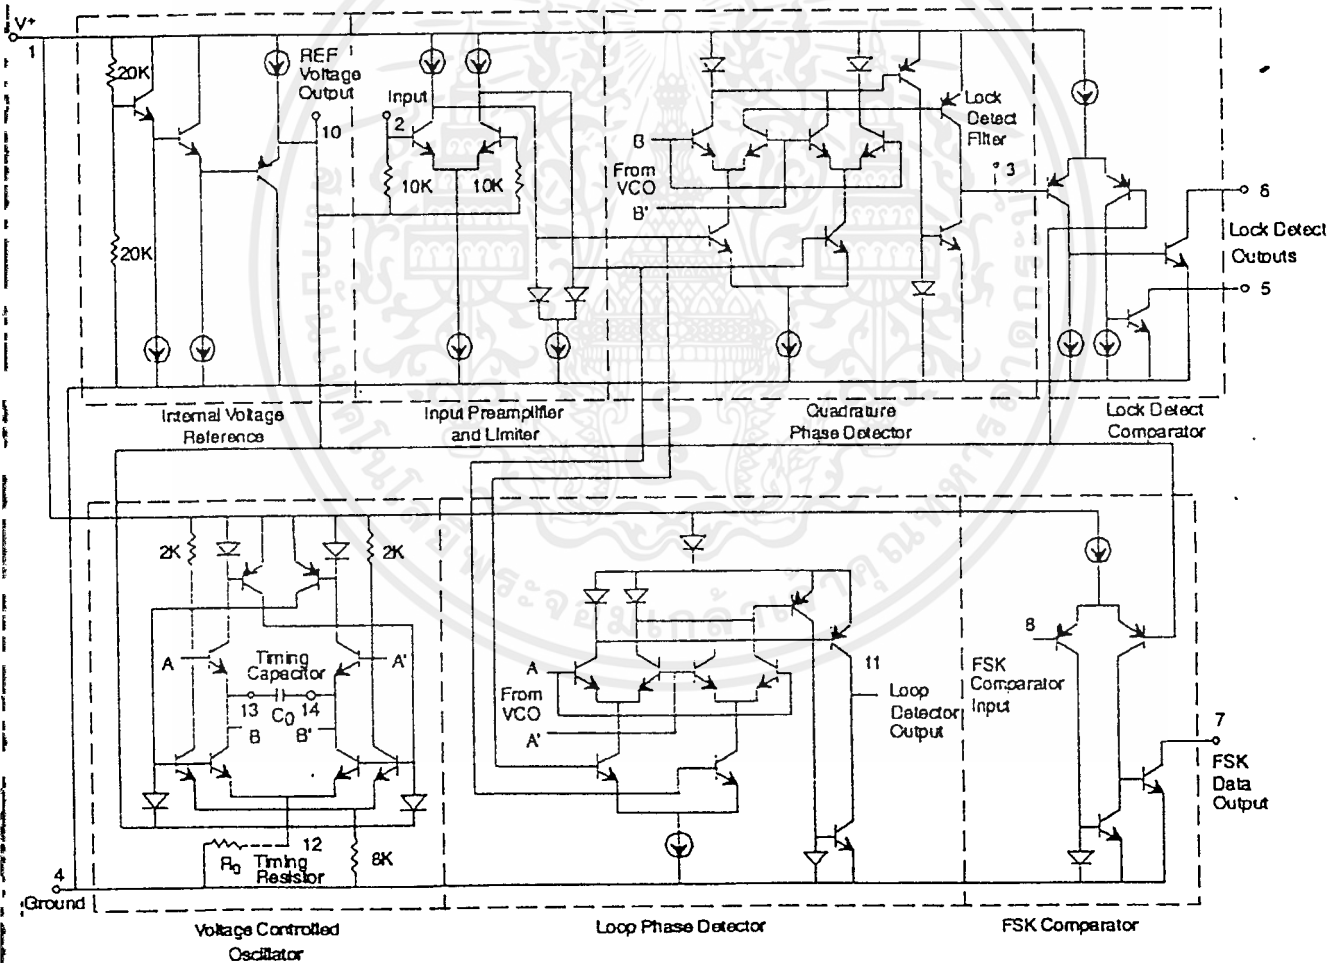 V+
1
20K
20K
REF
Voltage
Output
10
Input
2
10K
10K
B
From
VCO
B'
Lock
Detect
Filter
3
6
Lock Detect
Outputs
5
Internal Voltage
Reference
Input Preamplifier
and Limiter
Quadrature
Phase Detector
Lock Detect
Comparator
2K
2K
A
Timing
Capacitor
A'
13
C0
14
B
B'
12
R0
Timing
Resistor
8K
4
Ground
A
From
VCO
A'
11
Loop
Detector
Output
8
FSK
Comparator
Input
7
FSK
Data
Output
Voltage Controlled
Oscillator
Loop Phase Detector
FSK Comparator